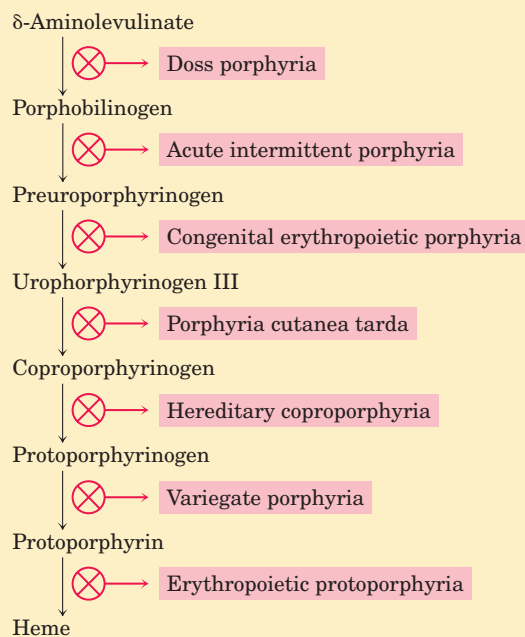 δ-Aminolevulinate
Doss porphyria
Porphobilinogen
Acute intermittent porphyria
Preuroporphyrinogen
Congenital erythropoietic porphyria
Urophorphyrinogen III
Porphyria cutanea tarda
Coproporphyrinogen
Hereditary coproporphyria
Protoporphyrinogen
Variegate porphyria
Protoporphyrin
Erythropoietic protoporphyria
Heme